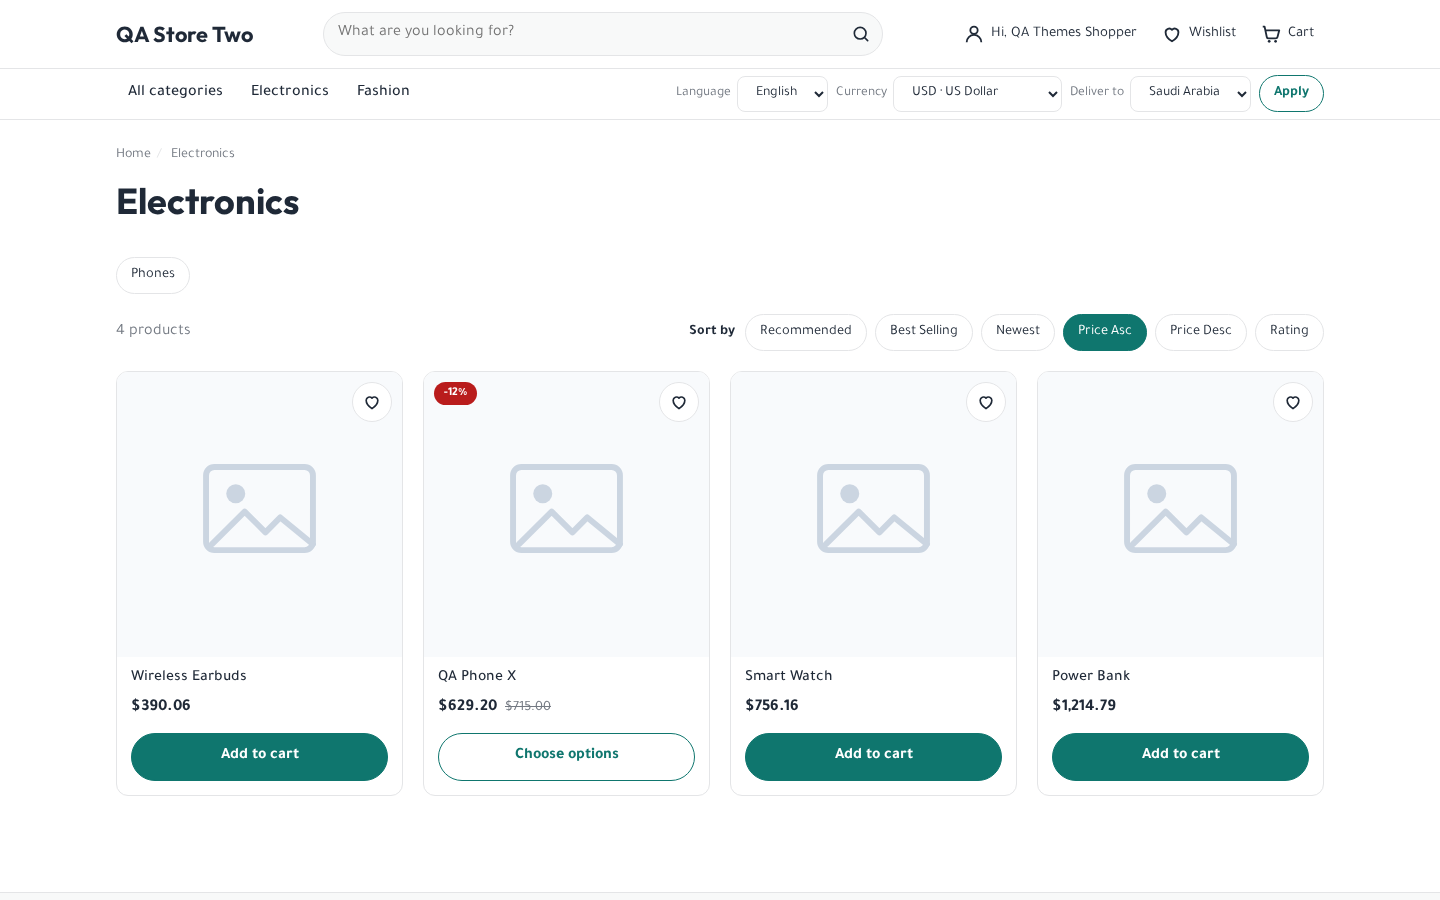 QA Store Two
What are you looking for?
Hi, QA Themes Shopper
Wishlist
Cart
All categories
Electronics
Fashion
Language
English
Currency
USD · US Dollar
Deliver to
Saudi Arabia
Apply
Home / Electronics
Electronics
Phones
4 products
Sort by
Recommended
Best Selling
Newest
Price Asc
Price Desc
Rating
-12%
Wireless Earbuds
$390.06
Add to cart
QA Phone X
$629.20 $715.00
Choose options
Smart Watch
$756.16
Add to cart
Power Bank
$1,214.79
Add to cart